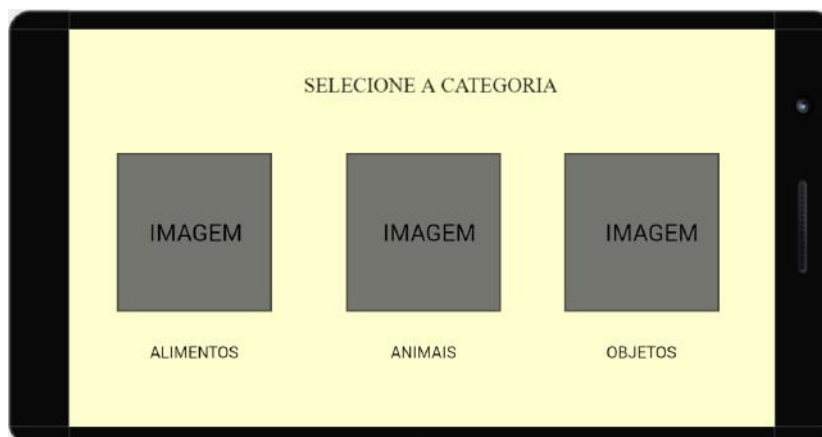 SELECIONE A CATEGORIA
IMAGEM IMAGEM IMAGEM
ALIMENTOS ANIMAIS OBJETOS